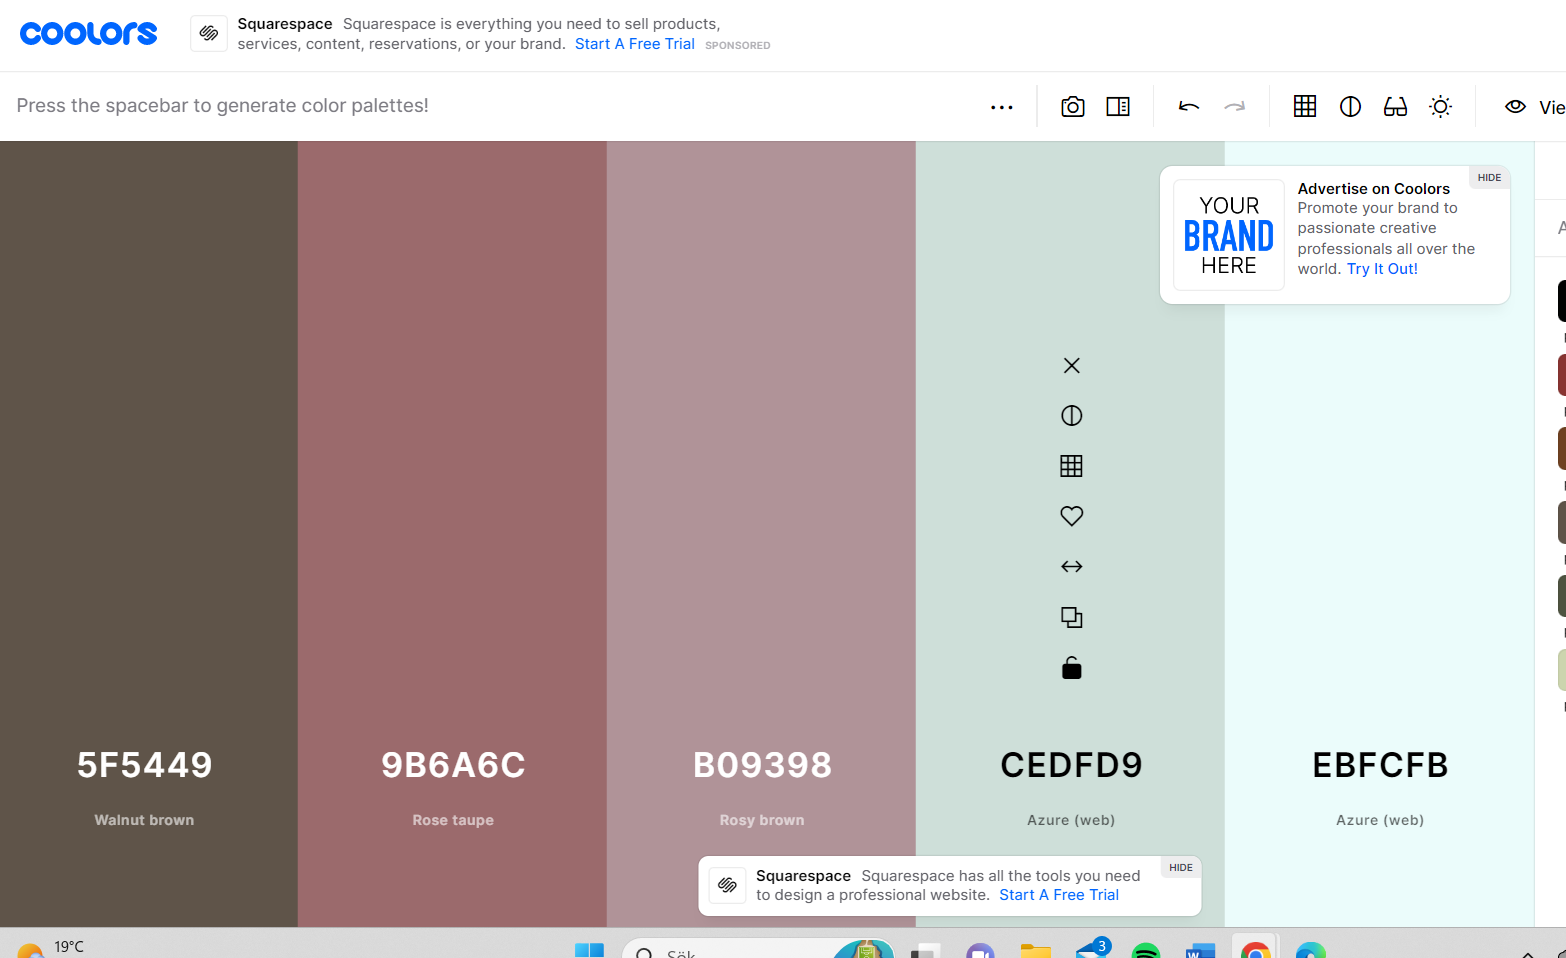 coolors
Squarespace Squarespace is everything you need to sell products,
services, content, reservations, or your brand. Start A Free Trial SPONSORED
Press the spacebar to generate color palettes!
Vie
HIDE
YOUR
BRAND
HERE
Advertise on Coolors
Promote your brand to
passionate creative
professionals all over the
world. Try It Out!
5F5449
9B6A6C
B09398
CEDFD9
EBFCFB
Walnut brown
Rose taupe
Rosy brown
Azure (web)
Azure (web)
HIDE
Squarespace Squarespace has all the tools you need
to design a professional website. Start A Free Trial
19°C
Sök
3
W